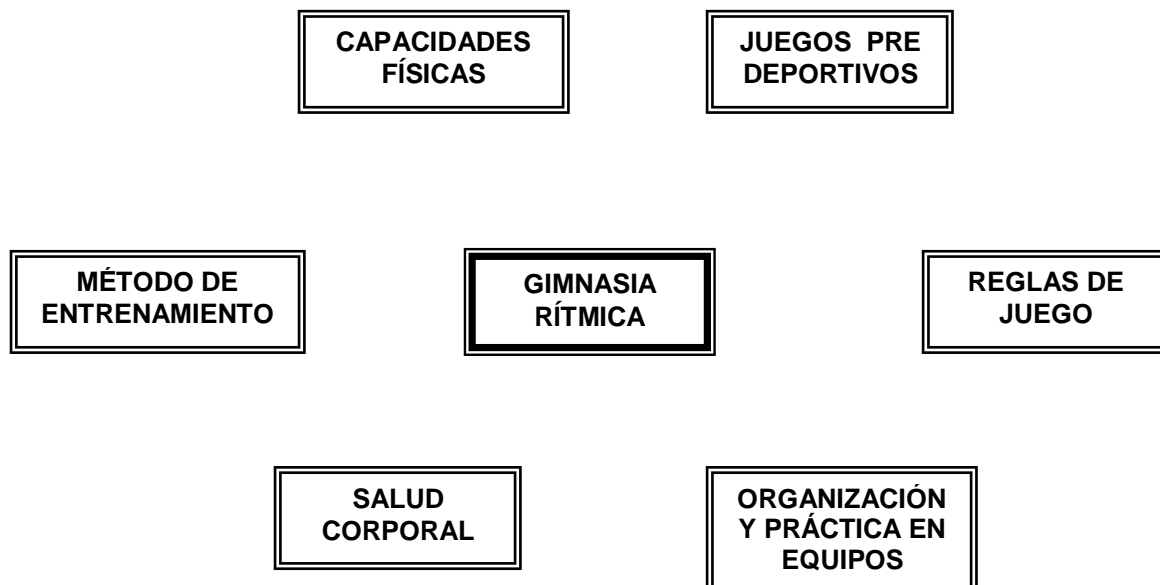 CAPACIDADES
FÍSICAS
JUEGOS PRE
DEPORTIVOS
MÉTODO DE
ENTRENAMIENTO
GIMNASIA
RÍTMICA
REGLAS DE
JUEGO
SALUD
CORPORAL
ORGANIZACIÓN
Y PRÁCTICA EN
EQUIPOS